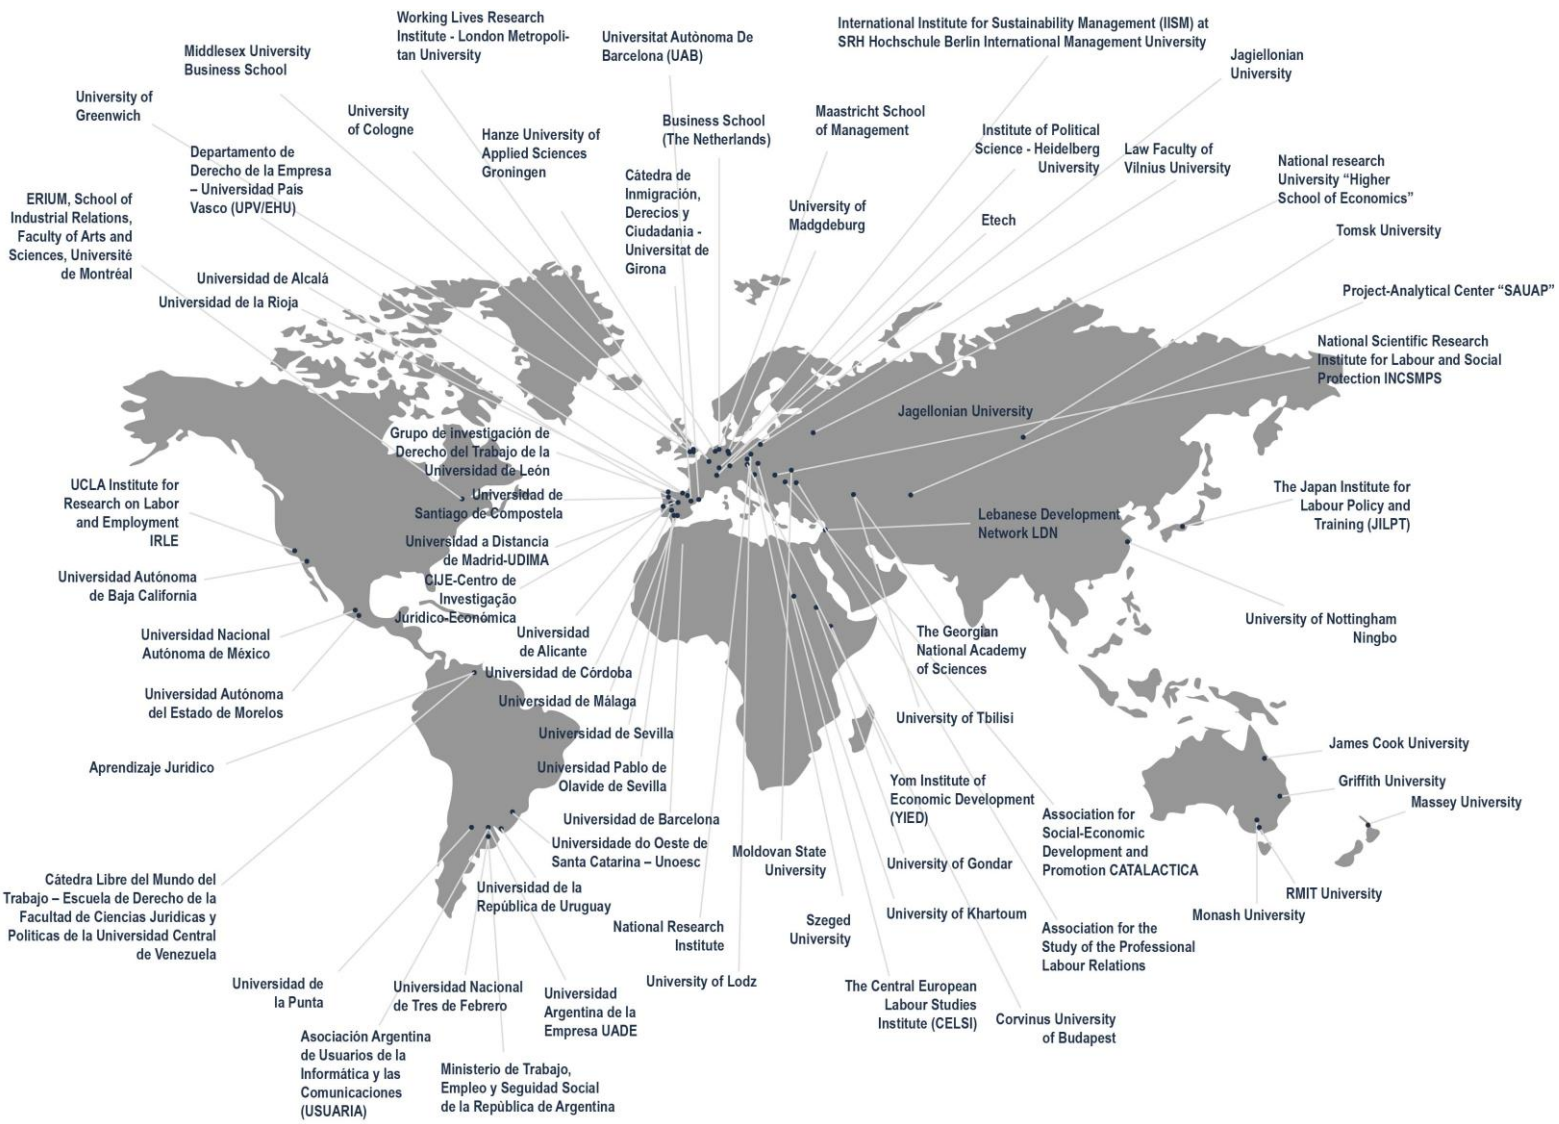 Working Lives Research
Institute - London Metropoli-
tan University
International Institute for Sustainability Management (IISM) at
SRH Hochschule Berlin International Management University
Universitat Autònoma De
Barcelona (UAB)
Middlesex University
Business School
Jagiellonian
University
University of
Greenwich
University
of Cologne
Hanze University of
Applied Sciences
Groningen
Business School
(The Netherlands)
Maastricht School
of Management
Institute of Political
Science - Heidelberg
University
Law Faculty of
Vilnius University
National research
University “Higher
School of Economics”
Departamento de
Derecho de la Empresa
– Universidad País
Vasco (UPV/EHU)
Cátedra de
Inmigración,
Derecios y
Ciudadania -
Universitat de
Girona
University of
Madgdeburg
Etech
Tomsk University
ERIUM, School of
Industrial Relations,
Faculty of Arts and
Sciences, Université
de Montréal
Universidad de Alcalá
Universidad de la Rioja
Project-Analytical Center “SAUAP”
National Scientific Research
Institute for Labour and Social
Protection INCSMPS
Jagellonian University
Grupo de investigación de
Derecho del Trabajo de la
Universidad de León
UCLA Institute for
Research on Labor
and Employment
IRLE
Universidad de
Santiago de Compostela
Lebanese Development
Network LDN
The Japan Institute for
Labour Policy and
Training (JILPT)
Universidad a Distancia
de Madrid-UDIMA
CIJE-Centro de
Investigação
Jurídico-Económica
Universidad Autónoma
de Baja California
University of Nottingham
Ningbo
Universidad Nacional
Autónoma de México
Universidad
de Alicante
The Georgian
National Academy
of Sciences
Universidad de Córdoba
Universidad Autónoma
del Estado de Morelos
Universidad de Málaga
University of Tbilisi
Universidad de Sevilla
James Cook University
Aprendizaje Jurídico
Universidad Pablo de
Olavide de Sevilla
Yom Institute of
Economic Development
(YIED)
Griffith University
Massey University
Universidad de Barcelona
Association for
Social-Economic
Development and
Promotion CATALACTICA
Universidade do Oeste de
Santa Catarina – Unoesc
Moldovan State
University
University of Gondar
Cátedra Libre del Mundo del
Trabajo – Escuela de Derecho de la
Facultad de Ciencias Juridicas y
Politicas de la Universidad Central
de Venezuela
Universidad de la
Repùblica de Uruguay
RMIT University
Monash University
National Research
Institute
Szeged
University
University of Khartoum
Association for the
Study of the Professional
Labour Relations
University of Lodz
Universidad de
la Punta
Universidad Nacional
de Tres de Febrero
Universidad
Argentina de la
Empresa UADE
The Central European
Labour Studies
Institute (CELSI)
Corvinus University
of Budapest
Asociación Argentina
de Usuarios de la
Informática y las
Comunicaciones
(USUARIA)
Ministerio de Trabajo,
Empleo y Seguidad Social
de la Repùblica de Argentina